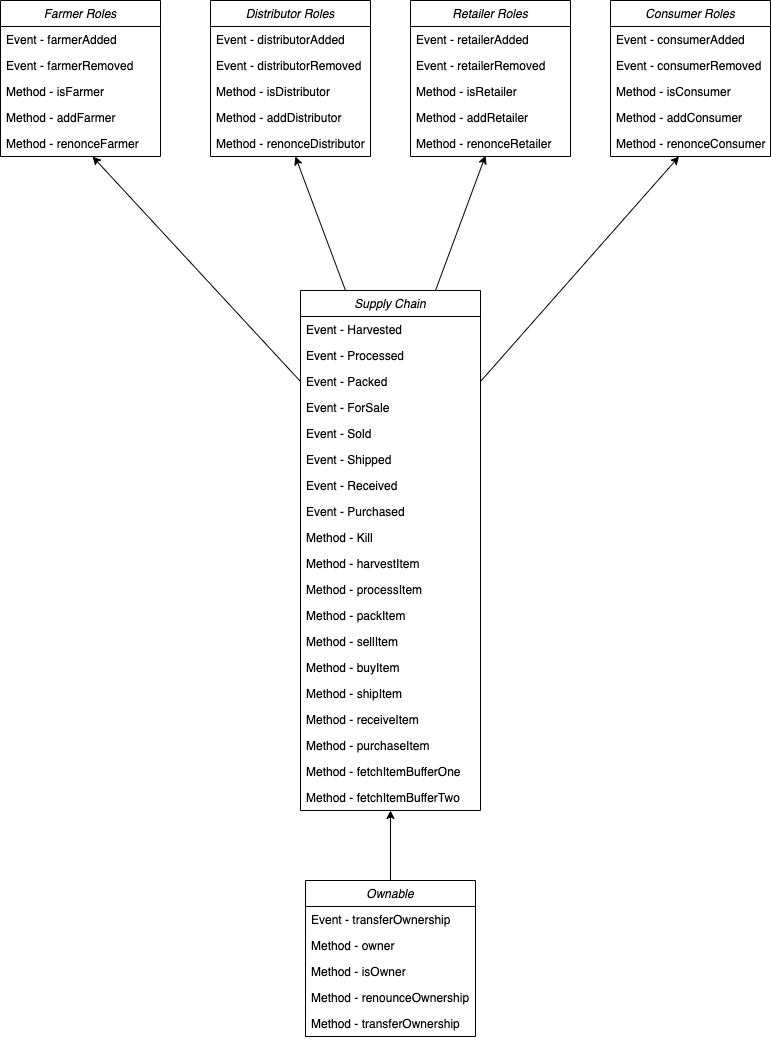 Farmer Roles
Event - farmerAdded
Event - farmerRemoved
Method - isFarmer
Method - addFarmer
Method - renonceFarmer
Distributor Roles
Event - distributorAdded
Event - distributorRemoved
Method - isDistributor
Method - addDistributor
Method - renonceDistributor
Retailer Roles
Event - retailerAdded
Event - retailerRemoved
Method - isRetailer
Method - addRetailer
Method - renonceRetailer
Consumer Roles
Event - consumerAdded
Event - consumerRemoved
Method - isConsumer
Method - addConsumer
Method - renonceConsumer
Supply Chain
Event - Harvested
Event - Processed
Event - Packed
Event - ForSale
Event - Sold
Event - Shipped
Event - Received
Event - Purchased
Method - Kill
Method - harvestItem
Method - processItem
Method - packItem
Method - sellItem
Method - buyItem
Method - shipItem
Method - receiveItem
Method - purchaseItem
Method - fetchItemBufferOne
Method - fetchItemBufferTwo
Ownable
Event - transferOwnership
Method - owner
Method - isOwner
Method - renounceOwnership
Method - transferOwnership